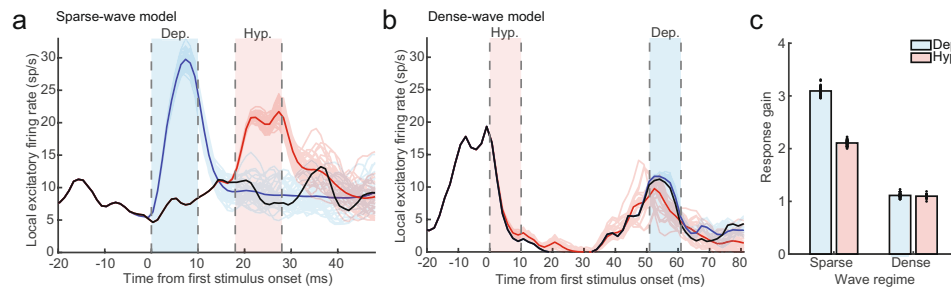 a
Sparse-wave model
Dep.
Hyp.
Local excitatory firing rate (sp/s)
30
25
20
15
10
5
0
-20
-10
0
10
20
30
40
Time from first stimulus onset (ms)
b
Dense-wave model
Hyp.
Dep.
Local excitatory firing rate (sp/s)
30
25
20
15
10
5
0
-20
-10
0
10
20
30
40
50
60
70
80
Time from first stimulus onset (ms)
c
Dep
Hyp
Response gain
4
3
2
1
0
Sparse
Dense
Wave regime